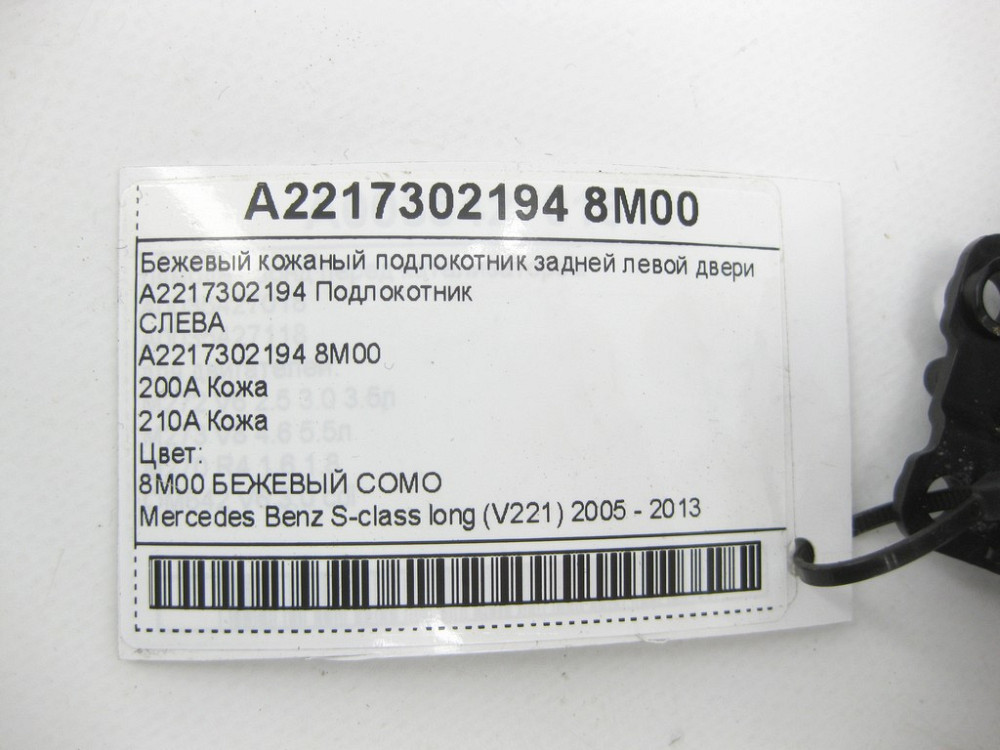 A2217302194 8M00
Бежевый кожаный подлокотник задней левой двери
A2217302194 Подлокотник
СЛЕВА
A2217302194 8M00
200A Кожа
210A Кожа
Цвет:
8M00 БЕЖЕВЫЙ COMO
Mercedes Benz S-class long (V221) 2005 - 2013